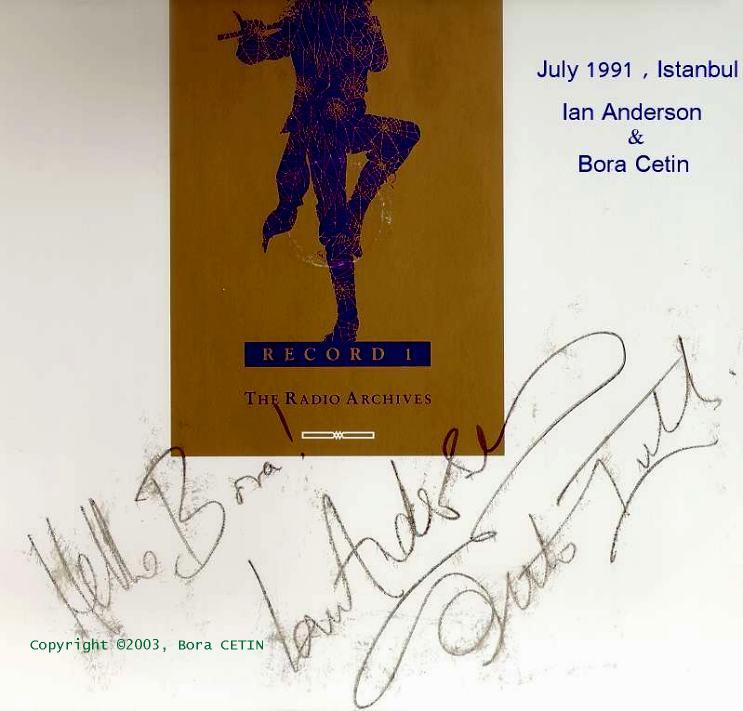 July 1991 , Istanbul
Ian Anderson
&
Bora Cetin
RECORD 1
THE RADIO ARCHIVES
Hello Bora!
Ian Anderson
Jethro Tull
Copyright ©2003, Bora CETIN